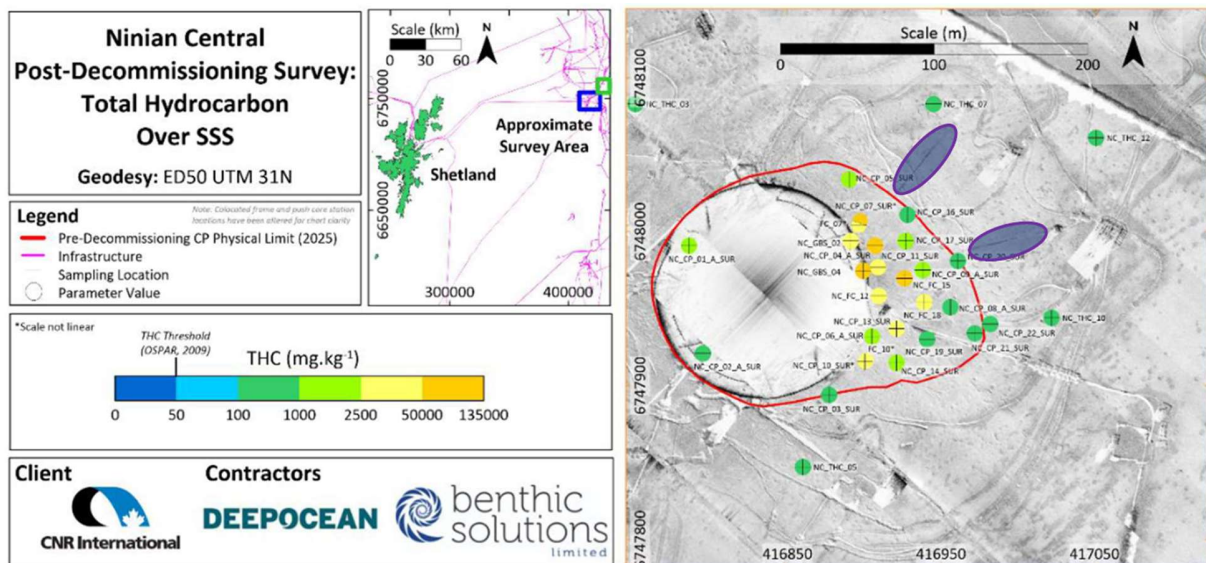 Ninian Central
Post-Decommissioning Survey:
Total Hydrocarbon
Over SSS
Geodesy: ED50 UTM 31N
Legend
Note: Colocated frame and push core station
locations have been altered for chart clarity
Pre-Decommissioning CP Physical Limit (2025)
Infrastructure
Sampling Location
Parameter Value
*Scale not linear
THC Threshold
(OSPAR, 2009)
THC (mg.kg-1)
0 50 100 1000 2500 50000 135000
Client
Contractors
CNR International
DEEPOCEAN
benthic
solutions
limited
Scale (km)
0 30 60
6750000
6650000
Approximate
Survey Area
Shetland
300000 400000
Scale (m)
0 100 200
6748100
6748000
6747900
6747800
NC_THC_03
NC_THC_07
NC_THC_12
NC_CP_05_SUR
NC_CP_07_SUR*
NC_CP_16_SUR
FC_07*
NC_GBS_03
NC_CP_17_SUR
NC_CP_01_A_SUR
NC_CP_04_A_SUR
NC_CP_11_SUR
NC_CP_20_SUR
NC_GBS_04
NC_CP_09_A_SUR
NC_FC_15
NC_FC_12
NC_FC_18
NC_CP_08_A_SUR
NC_THC_10
NC_CP_13_SUR
NC_CP_22_SUR
NC_CP_06_A_SUR
NC_CP_21_SUR
FC_10*
NC_CP_19_SUR
NC_CP_02_A_SUR
NC_CP_10_SUR*
NC_CP_14_SUR
NC_CP_03_SUR
NC_THC_05
416850 416950 417050